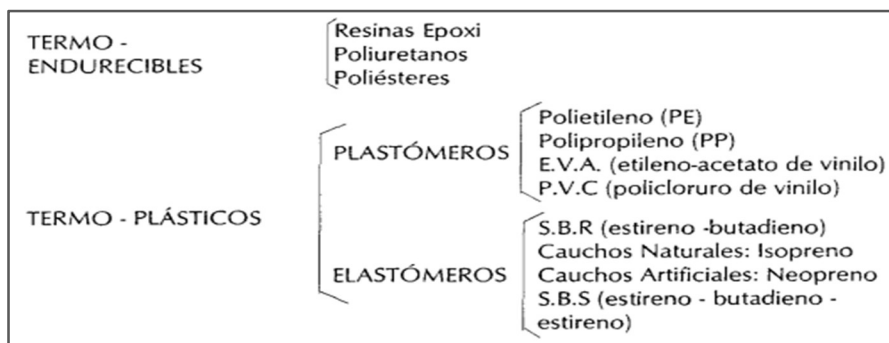 TERMO -
ENDURECIBLES
Resinas Epoxi
Poliuretanos
Poliésteres
TERMO - PLÁSTICOS
PLASTÓMEROS
Polietileno (PE)
Polipropileno (PP)
E.V.A. (etileno-acetato de vinilo)
P.V.C (policloruro de vinilo)
ELASTÓMEROS
S.B.R (estireno -butadieno)
Cauchos Naturales: Isopreno
Cauchos Artificiales: Neopreno
S.B.S (estireno - butadieno -
estireno)